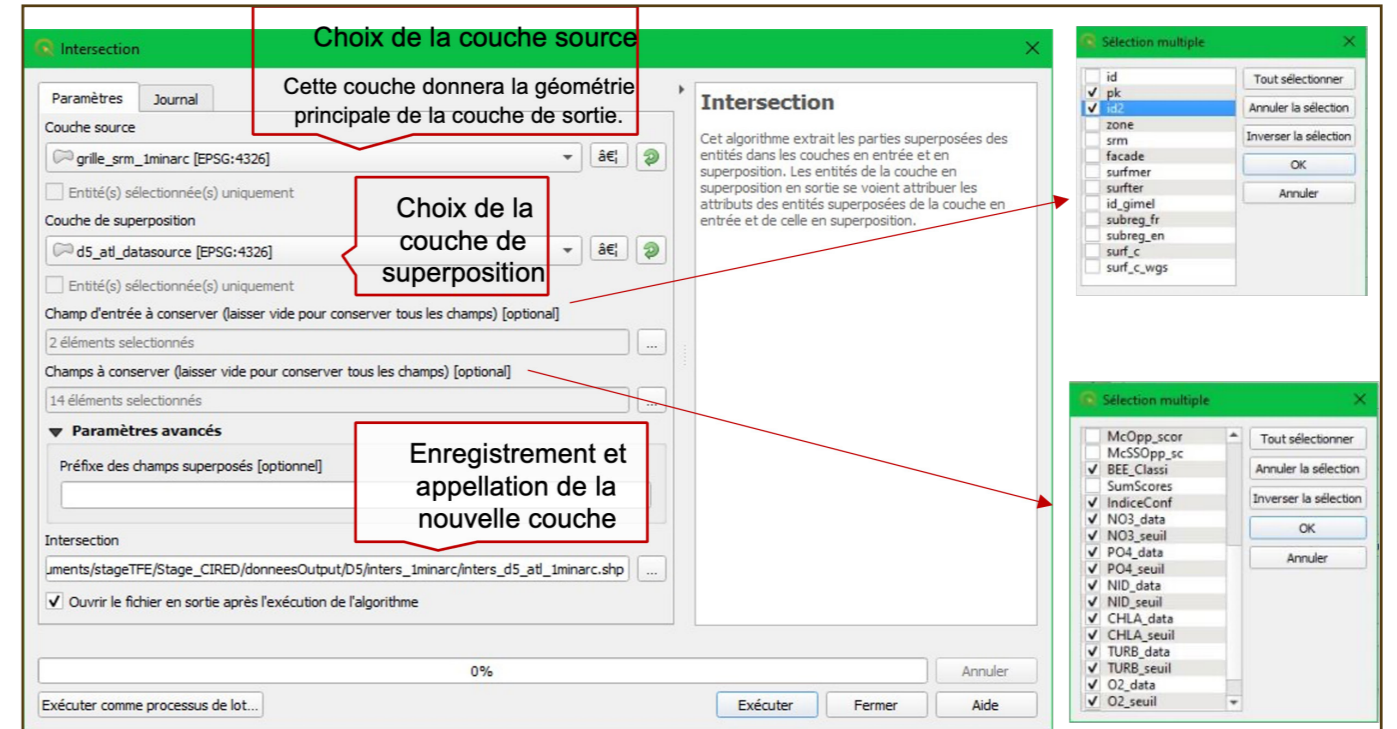 Intersection
Choix de la couche source
Cette couche donnera la géométrie
principale de la couche de sortie.
Paramètres
Journal
Couche source
grille_srm_1minarc [EPSG:4326]
…
Entité(s) sélectionnée(s) uniquement
Couche de superposition
d5_atl_datasource [EPSG:4326]
…
Entité(s) sélectionnée(s) uniquement
Choix de la
couche de
superposition
Champ d'entrée à conserver (laisser vide pour conserver tous les champs) [optional]
2 éléments selectionnés
...
Champs à conserver (laisser vide pour conserver tous les champs) [optional]
14 éléments selectionnés
...
Paramètres avancés
Préfixe des champs superposés [optionnel]
Enregistrement et
appellation de la
nouvelle couche
Intersection
uments/stageTFE/Stage_CIRED/donneesOutput/D5/inters_1minarc/inters_d5_atl_1minarc.shp
...
Ouvrir le fichier en sortie après l'exécution de l'algorithme
0%
Annuler
Exécuter comme processus de lot...
Exécuter
Fermer
Aide
Intersection
Cet algorithme extrait les parties superposées des
entités dans les couches en entrée et en
superposition. Les entités de la couche en
superposition en sortie se voient attribuer les
attributs des entités superposées de la couche en
entrée et de celle en superposition.
Sélection multiple
id
pk
id2
zone
srm
facade
surfmer
surfter
id_gimel
subreg_fr
subreg_en
surf_c
surf_c_wgs
Tout sélectionner
Annuler la sélection
Inverser la sélection
OK
Annuler
Sélection multiple
McOpp_scor
McSSOpp_sc
BEE_Classi
SumScores
IndiceConf
NO3_data
NO3_seuil
PO4_data
PO4_seuil
NID_data
NID_seuil
CHLA_data
CHLA_seuil
TURB_data
TURB_seuil
O2_data
O2_seuil
Tout sélectionner
Annuler la sélection
Inverser la sélection
OK
Annuler